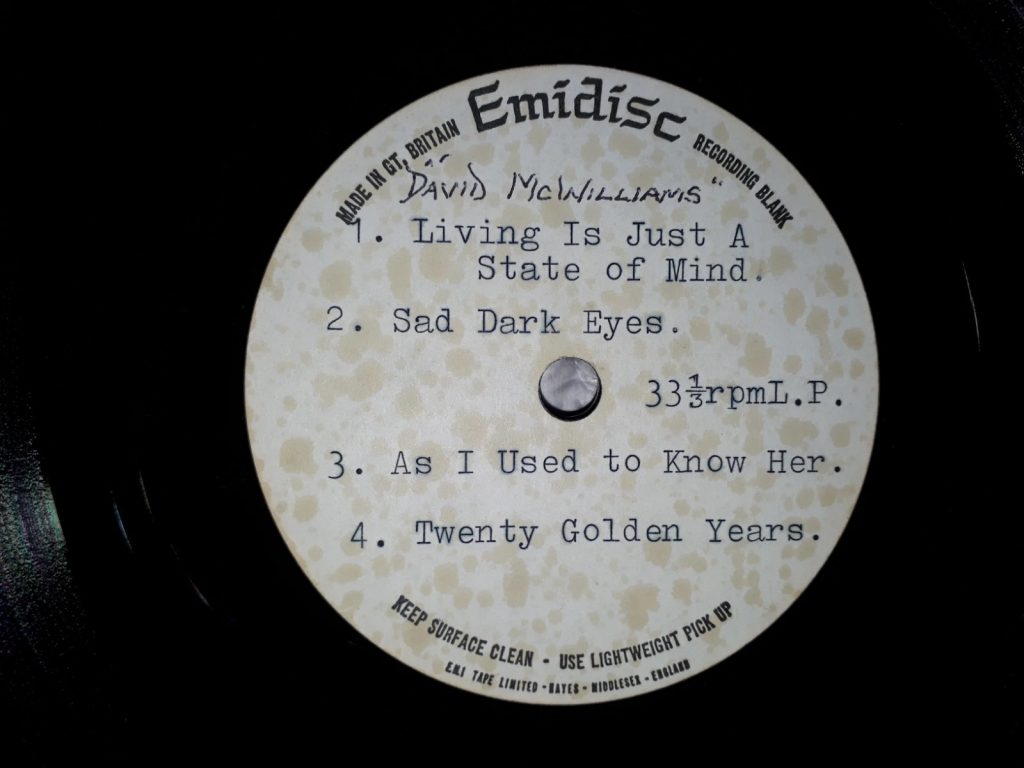 Emidisc
MADE IN GT, BRITAIN
RECORDING BLANK
"DAVID McWILLIAMS"
1. Living Is Just A
State of Mind.
2. Sad Dark Eyes.
33⅓rpmL.P.
3. As I Used to Know Her.
4. Twenty Golden Years.
KEEP SURFACE CLEAN - USE LIGHTWEIGHT PICK UP
E.M.I TAPE LIMITED - HAYES - MIDDLESEX - ENGLAND